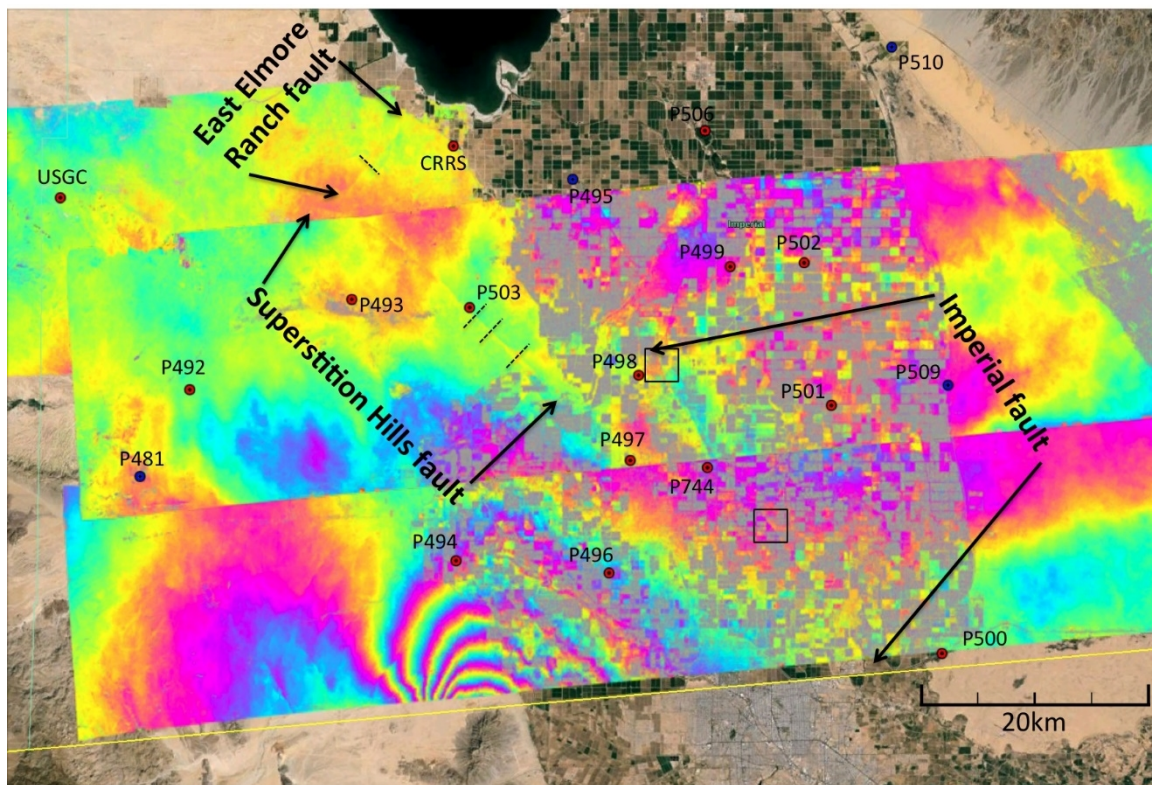 P510
East Elmore
Ranch fault
P506
CRRS
USGC
P495
Imperial
P499
P502
P493
P503
Superstition Hills fault
Imperial fault
P492
P498
P509
P501
P481
P497
P744
P494
P496
P500
20km